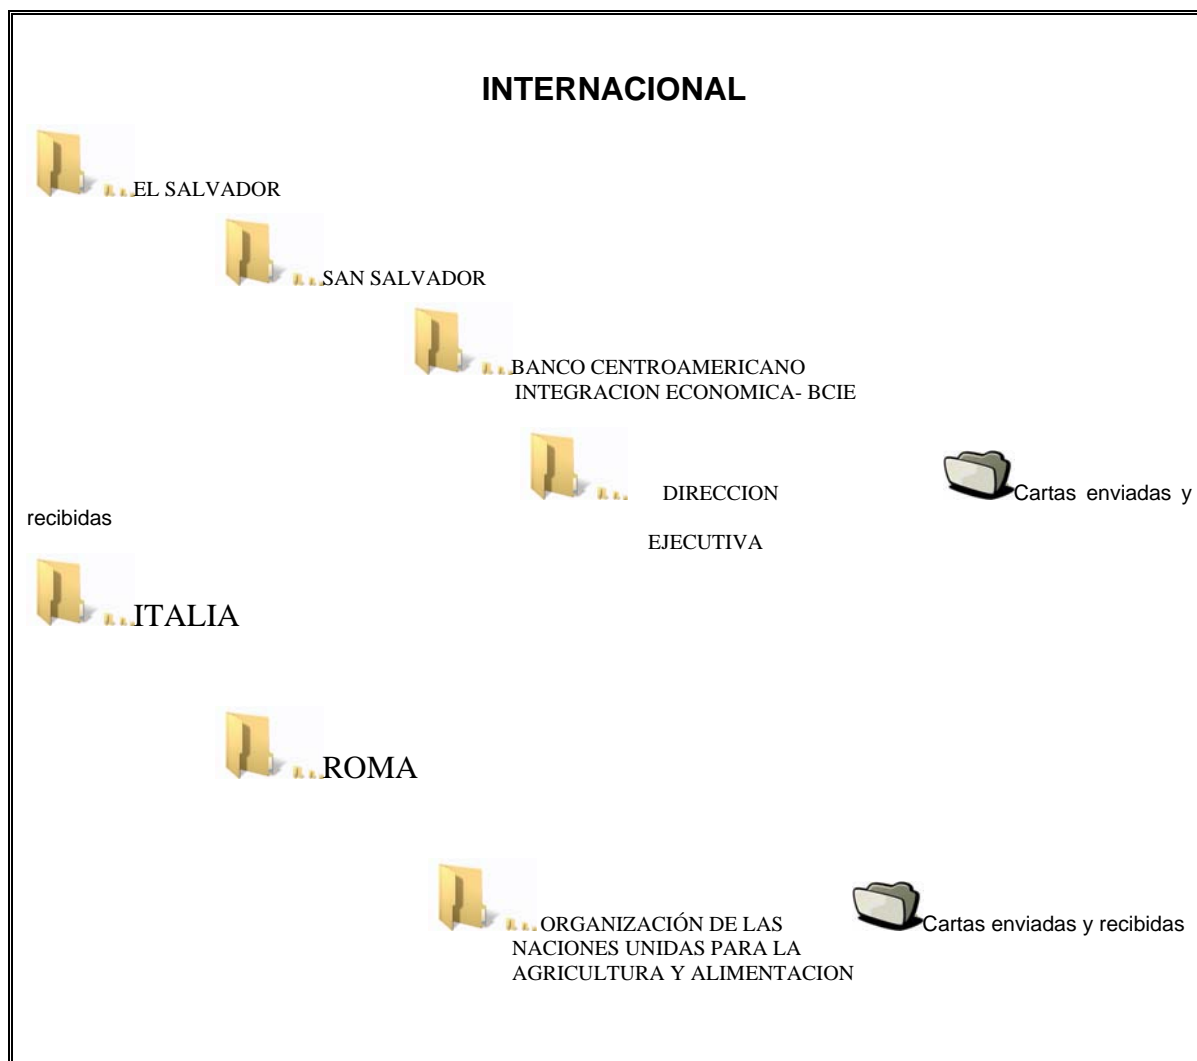 INTERNACIONAL
EL SALVADOR
SAN SALVADOR
BANCO CENTROAMERICANO
INTEGRACION ECONOMICA- BCIE
DIRECCION Cartas enviadas y
recibidas
EJECUTIVA
ITALIA
ROMA
ORGANIZACIÓN DE LAS Cartas enviadas y recibidas
NACIONES UNIDAS PARA LA
AGRICULTURA Y ALIMENTACION